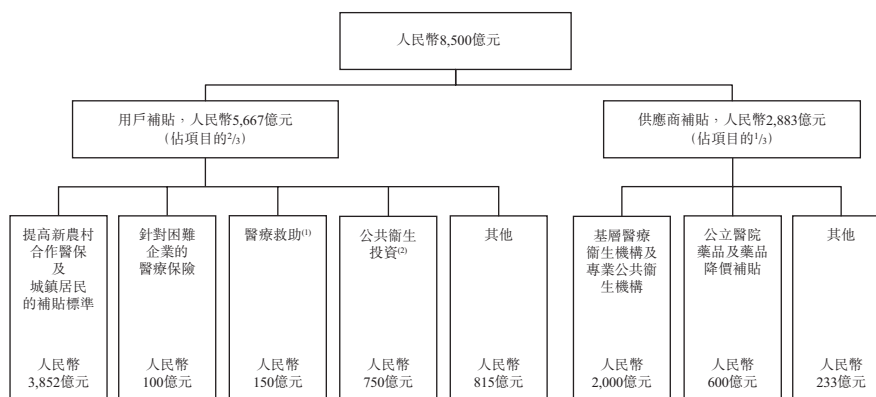 人民幣8,500億元
用戶補貼，人民幣5,667億元
(佔項目的2/3)
供應商補貼，人民幣2,883億元
(佔項目的1/3)
提高新農村
合作醫保
及
城鎮居民
的補貼標準
人民幣
3,852億元
針對困難
企業的
醫療保險
人民幣
100億元
醫療救助(1)
人民幣
150億元
公共衛生
投資(2)
人民幣
750億元
其他
人民幣
815億元
基層醫療
衛生機構及
專業公共衛
生機構
人民幣
2,000億元
公立醫院
藥品及藥品
降價補貼
人民幣
600億元
其他
人民幣
233億元